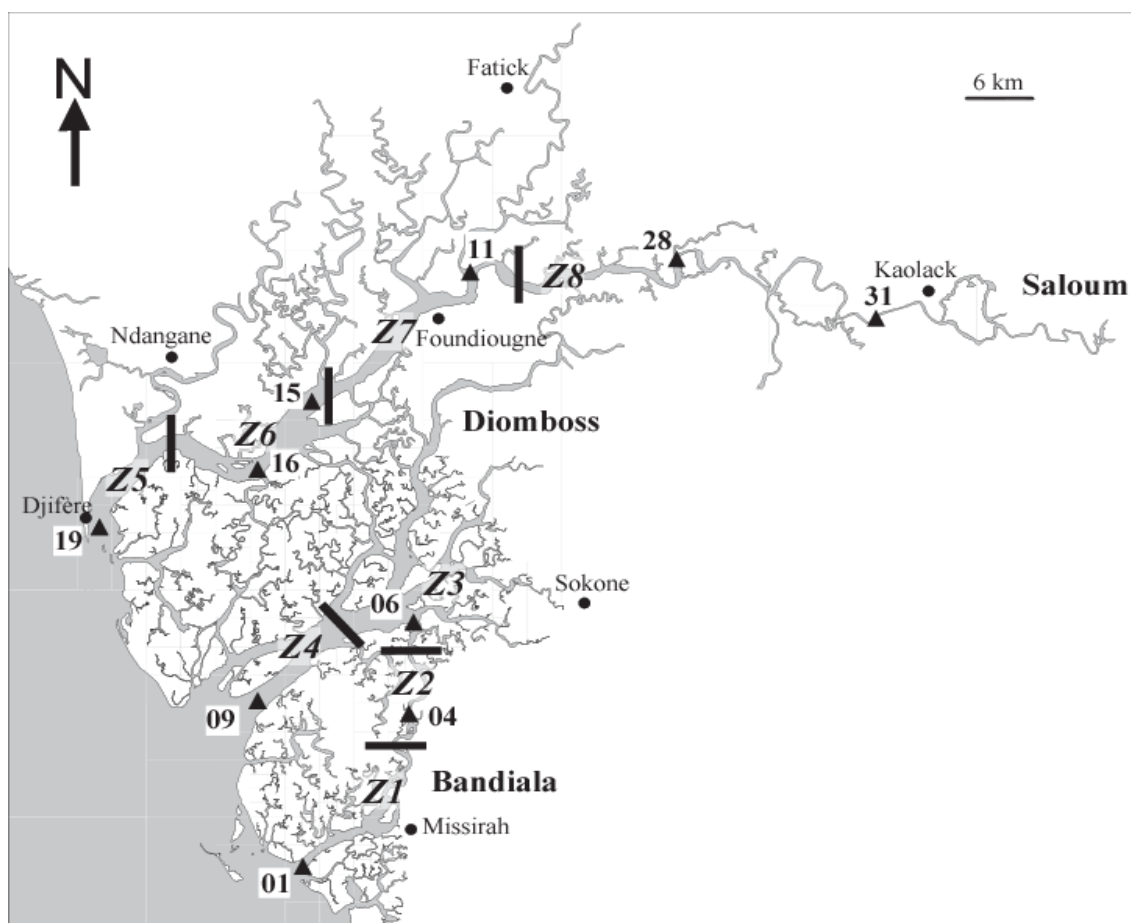 Fatick
N
6 km
11
28
Z8
Kaolack
Saloum
31
Z7
Foundiougne
Ndangane
15
Diomboss
Z6
16
Z5
Djifère
19
Z3
Sokone
06
Z4
Z2
09
04
Bandiala
Z1
Missirah
01